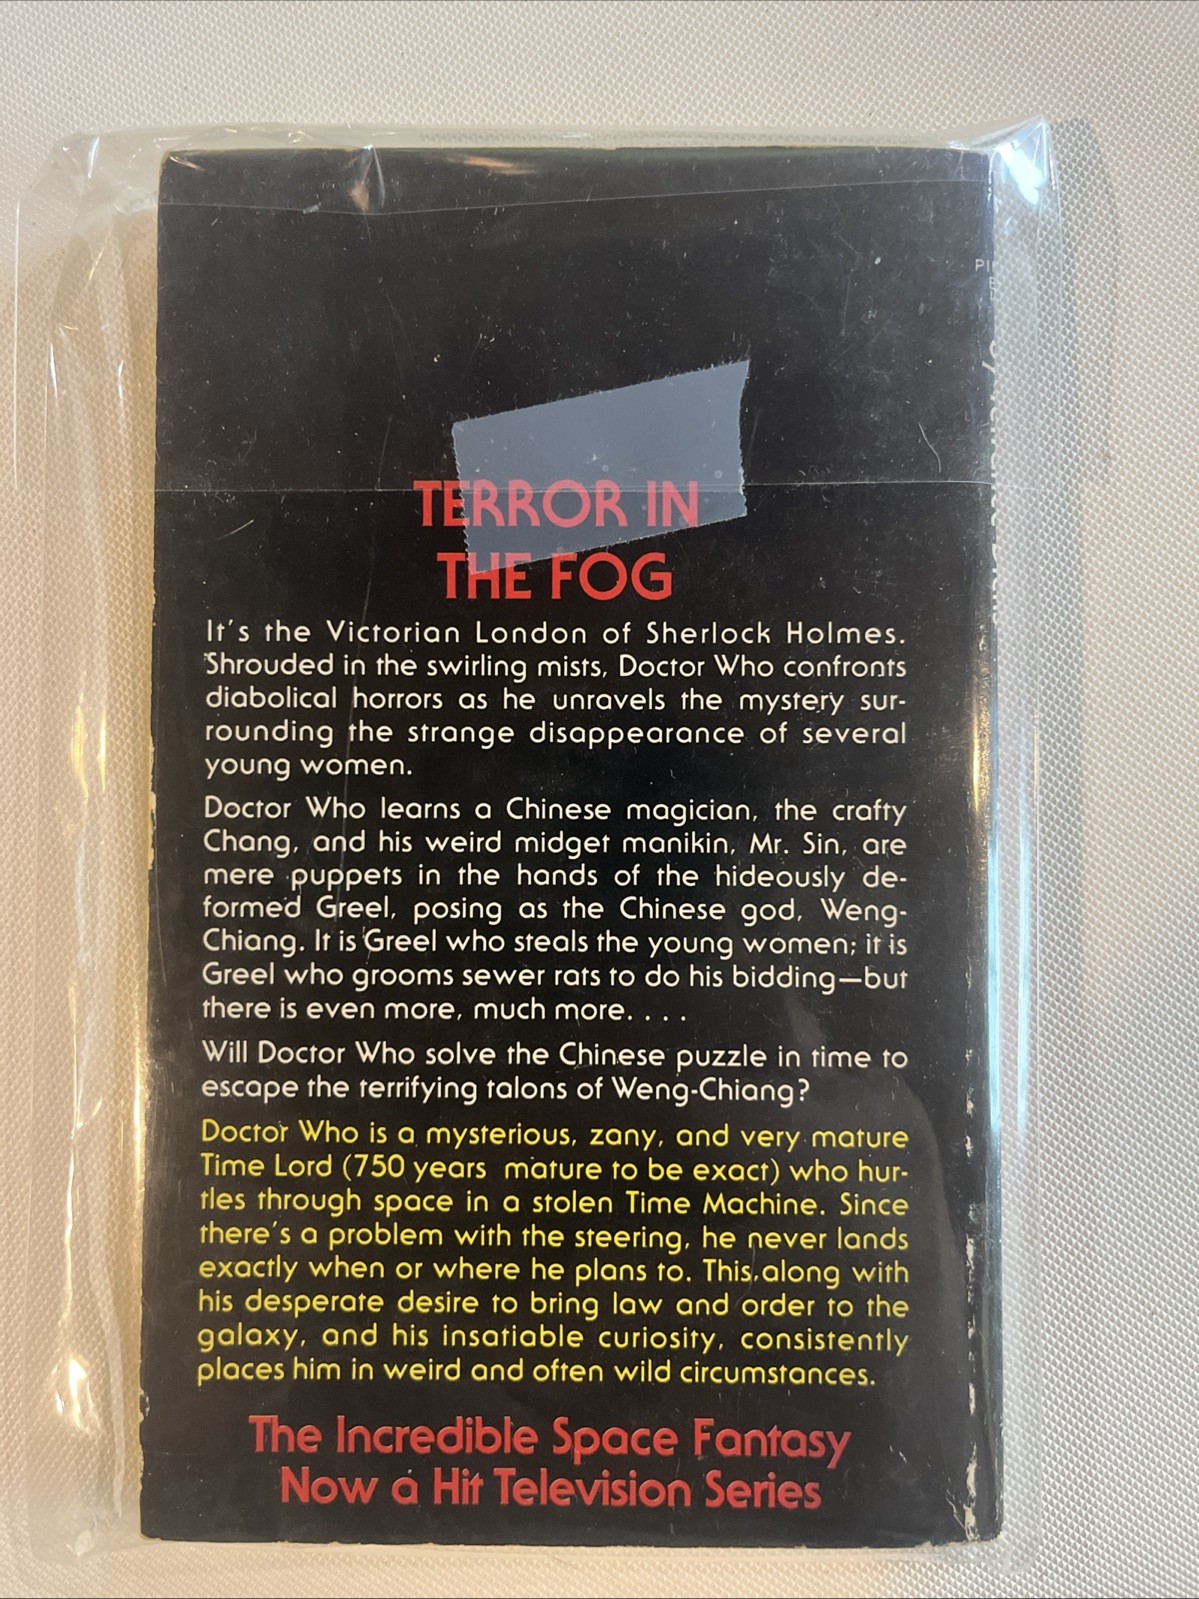 TERROR IN
THE FOG
It's the Victorian London of Sherlock Holmes.
Shrouded in the swirling mists, Doctor Who confronts
diabolical horrors as he unravels the mystery sur-
rounding the strange disappearance of several
young women.
Doctor Who learns a Chinese magician, the crafty
Chang, and his weird midget manikin, Mr. Sin, are
mere puppets in the hands of the hideously de-
formed Greel, posing as the Chinese god, Weng-
Chiang. It is Greel who steals the young women; it is
Greel who grooms sewer rats to do his bidding—but
there is even more, much more. . . .
Will Doctor Who solve the Chinese puzzle in time to
escape the terrifying talons of Weng-Chiang?
Doctor Who is a mysterious, zany, and very mature
Time Lord (750 years mature to be exact) who hur-
tles through space in a stolen Time Machine. Since
there's a problem with the steering, he never lands
exactly when or where he plans to. This, along with
his desperate desire to bring law and order to the
galaxy, and his insatiable curiosity, consistently
places him in weird and often wild circumstances.
The Incredible Space Fantasy
Now a Hit Television Series